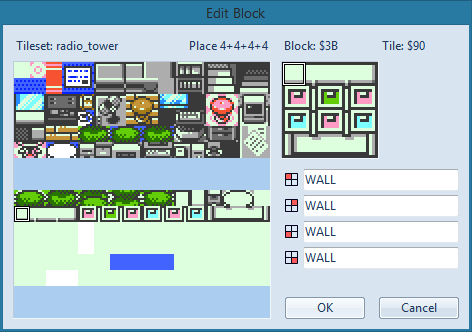 Edit Block
Tileset: radio_tower Place 4+4+4+4 Block: $3B Tile: $90
WALL
WALL
WALL
WALL
OK Cancel